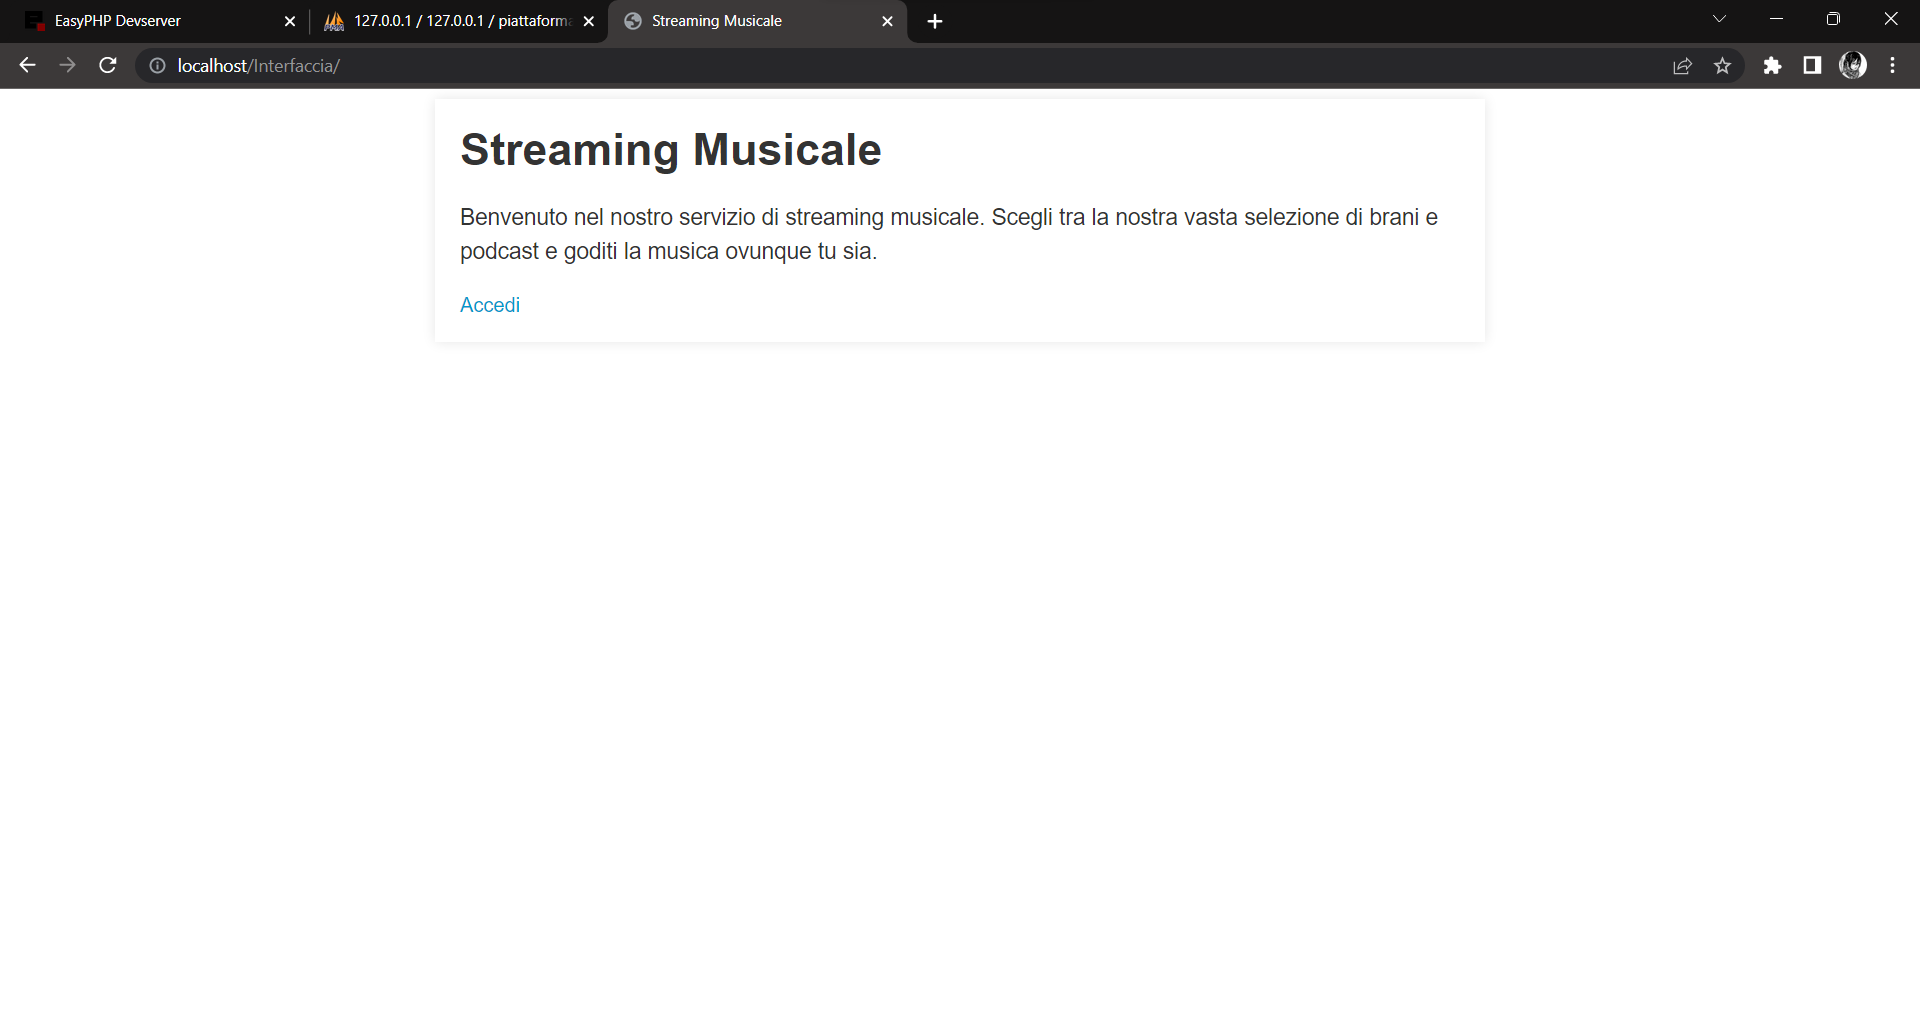 EasyPHP Devserver
127.0.0.1 / 127.0.0.1 / piattaforma
Streaming Musicale
localhost/Interfaccia/
Streaming Musicale
Benvenuto nel nostro servizio di streaming musicale. Scegli tra la nostra vasta selezione di brani e
podcast e goditi la musica ovunque tu sia.
Accedi